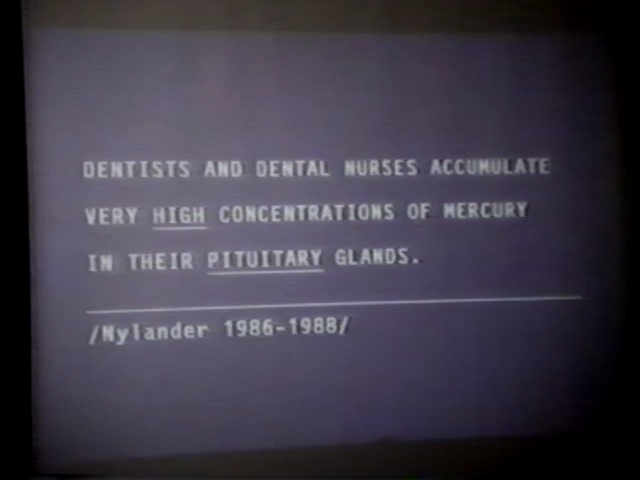 DENTISTS AND DENTAL NURSES ACCUMULATE
VERY HIGH CONCENTRATIONS OF MERCURY
IN THEIR PITUITARY GLANDS.
/Nylander 1986-1988/